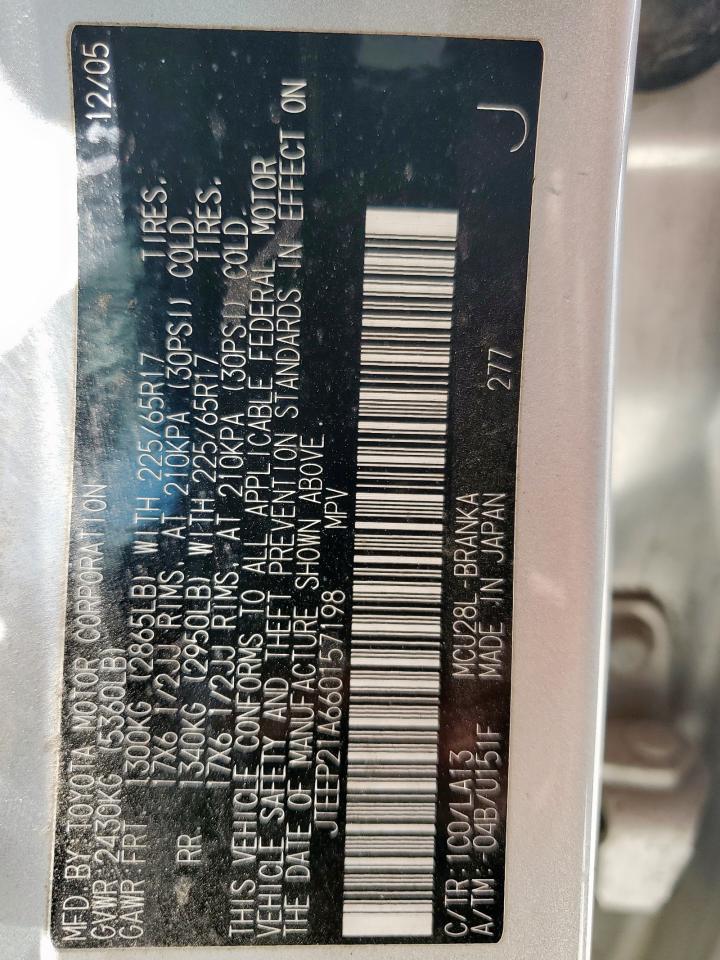 MFD.BY:TOYOTA MOTOR CORPORATION 12/05
GVWR:2430KG (5360LB)
GAWR:FRT. 1300KG (2865LB) WITH 225/65R17 TIRES.
17X6 1/2JJ RIMS, AT 210KPA (30PSI) COLD.
RR. 1340KG (2950LB) WITH 225/65R17 TIRES.
17X6 1/2JJ RIMS, AT 210KPA (30PSI) COLD.
THIS VEHICLE CONFORMS TO ALL APPLICABLE FEDERAL MOTOR
VEHICLE SAFETY AND THEFT PREVENTION STANDARDS IN EFFECT ON
THE DATE OF MANUFACTURE SHOWN ABOVE.
JTEEP21A660157198 MPV
C/TR: 1C0/LA13 MCU28L-BRANKA
A/TM: -04B/U151F MADE IN JAPAN 277
J